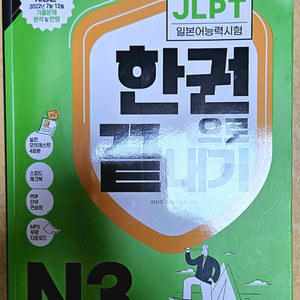 2022년 7월·12월
기출문제
분석 및 반영
JLPT
일본어능력시험
한권
으로
끝내기
실전
모의테스트
4회분
스피드
체크북
PDF
단어
연습장
MP3
무료
다운로드
N3